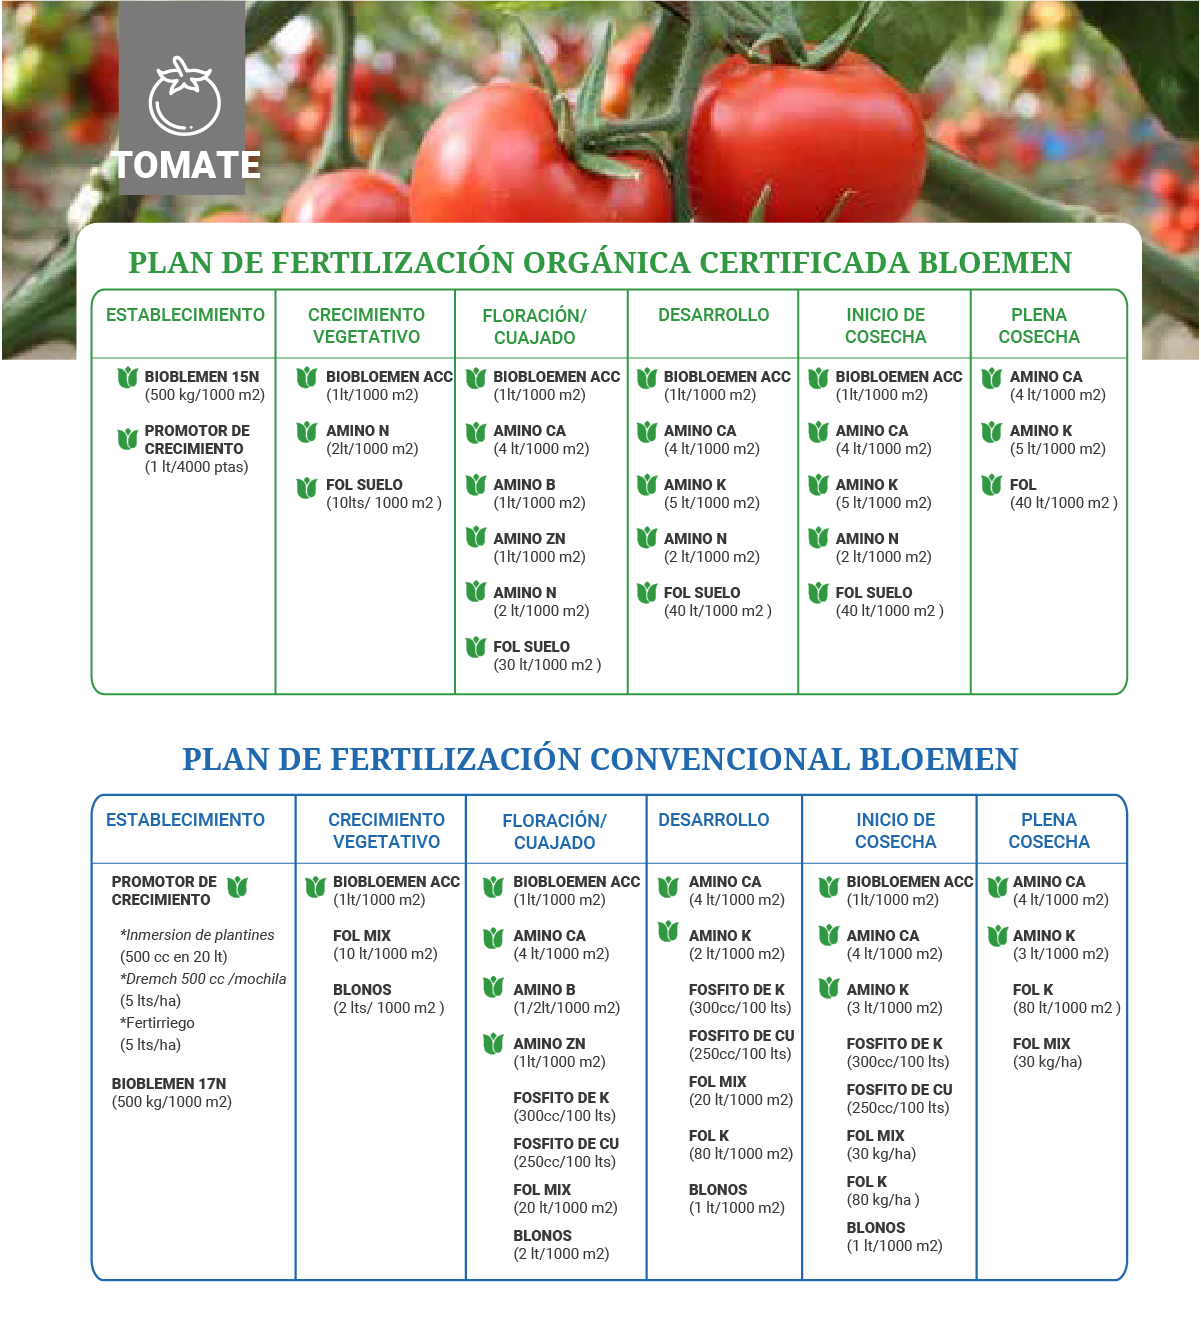 TOMATE
PLAN DE FERTILIZACIÓN ORGÁNICA CERTIFICADA BLOEMEN
ESTABLECIMIENTO
BIOBLEMEN 15N
(500 kg/1000 m2)
PROMOTOR DE
CRECIMIENTO
(1 lt/4000 ptas)
CRECIMIENTO
VEGETATIVO
BIOBLOEMEN ACC
(1lt/1000 m2)
AMINO N
(2lt/1000 m2)
FOL SUELO
(10lts/ 1000 m2 )
FLORACIÓN/
CUAJADO
BIOBLOEMEN ACC
(1lt/1000 m2)
AMINO CA
(4 lt/1000 m2)
AMINO B
(1lt/1000 m2)
AMINO ZN
(1lt/1000 m2)
AMINO N
(2 lt/1000 m2)
FOL SUELO
(30 lt/1000 m2 )
DESARROLLO
BIOBLOEMEN ACC
(1lt/1000 m2)
AMINO CA
(4 lt/1000 m2)
AMINO K
(5 lt/1000 m2)
AMINO N
(2 lt/1000 m2)
FOL SUELO
(40 lt/1000 m2 )
INICIO DE
COSECHA
BIOBLOEMEN ACC
(1lt/1000 m2)
AMINO CA
(4 lt/1000 m2)
AMINO K
(5 lt/1000 m2)
AMINO N
(2 lt/1000 m2)
FOL SUELO
(40 lt/1000 m2 )
PLENA
COSECHA
AMINO CA
(4 lt/1000 m2)
AMINO K
(5 lt/1000 m2)
FOL
(40 lt/1000 m2 )
PLAN DE FERTILIZACIÓN CONVENCIONAL BLOEMEN
ESTABLECIMIENTO
PROMOTOR DE
CRECIMIENTO
*Inmersion de plantines
(500 cc en 20 lt)
*Dremch 500 cc /mochila
(5 lts/ha)
*Fertirriego
(5 lts/ha)
BIOBLEMEN 17N
(500 kg/1000 m2)
CRECIMIENTO
VEGETATIVO
BIOBLOEMEN ACC
(1lt/1000 m2)
FOL MIX
(10 lt/1000 m2)
BLONOS
(2 lts/ 1000 m2 )
FLORACIÓN/
CUAJADO
BIOBLOEMEN ACC
(1lt/1000 m2)
AMINO CA
(4 lt/1000 m2)
AMINO B
(1/2lt/1000 m2)
AMINO ZN
(1lt/1000 m2)
FOSFITO DE K
(300cc/100 lts)
FOSFITO DE CU
(250cc/100 lts)
FOL MIX
(20 lt/1000 m2)
BLONOS
(2 lt/1000 m2)
DESARROLLO
AMINO CA
(4 lt/1000 m2)
AMINO K
(2 lt/1000 m2)
FOSFITO DE K
(300cc/100 lts)
FOSFITO DE CU
(250cc/100 lts)
FOL MIX
(20 lt/1000 m2)
FOL K
(80 lt/1000 m2)
BLONOS
(1 lt/1000 m2)
INICIO DE
COSECHA
BIOBLOEMEN ACC
(1lt/1000 m2)
AMINO CA
(4 lt/1000 m2)
AMINO K
(3 lt/1000 m2)
FOSFITO DE K
(300cc/100 lts)
FOSFITO DE CU
(250cc/100 lts)
FOL MIX
(30 kg/ha)
FOL K
(80 kg/ha )
BLONOS
(1 lt/1000 m2)
PLENA
COSECHA
AMINO CA
(4 lt/1000 m2)
AMINO K
(3 lt/1000 m2)
FOL K
(80 lt/1000 m2 )
FOL MIX
(30 kg/ha)